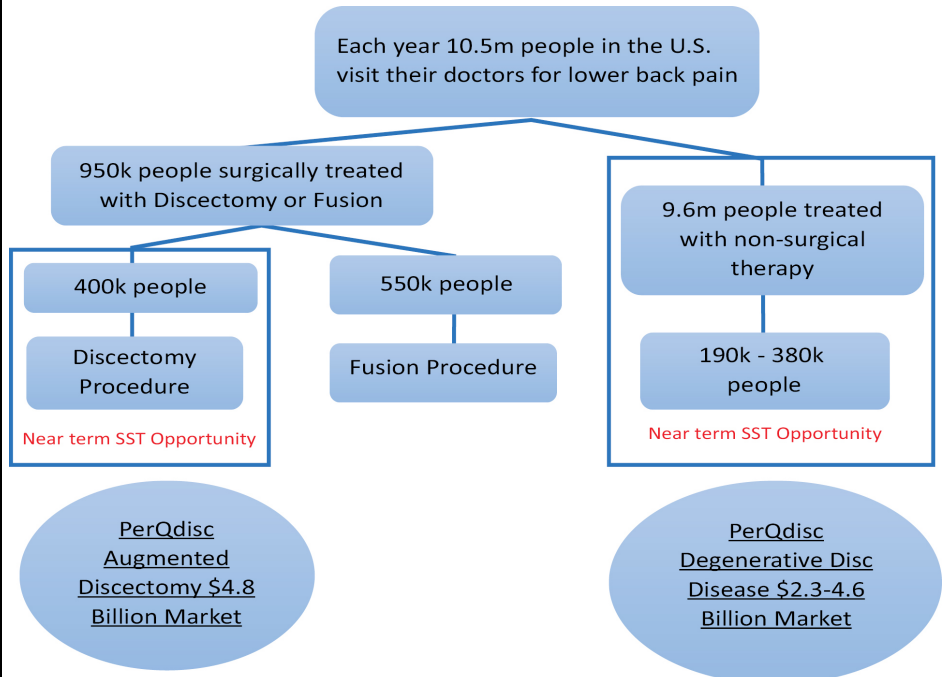 Each year 10.5m people in the U.S.
visit their doctors for lower back pain
950k people surgically treated
with Discectomy or Fusion
9.6m people treated
with non-surgical
therapy
400k people
550k people
190k - 380k
people
Discectomy
Procedure
Fusion Procedure
Near term SST Opportunity
Near term SST Opportunity
PerQdisc
Augmented
Discectomy $4.8
Billion Market
PerQdisc
Degenerative Disc
Disease $2.3-4.6
Billion Market